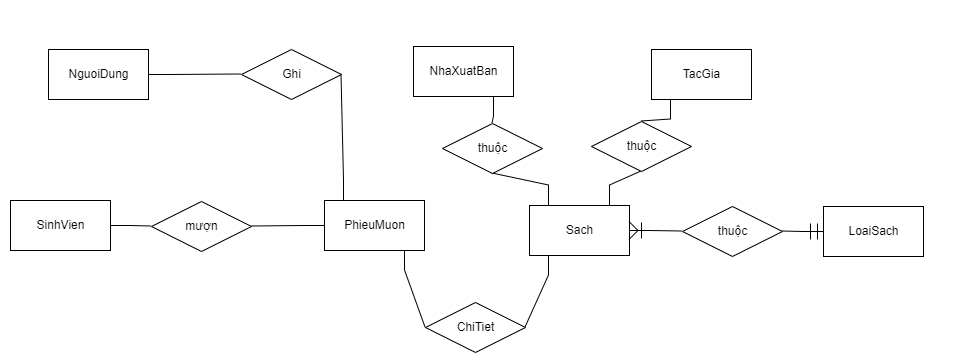 NguoiDung
Ghi
NhaXuatBan
TacGia
thuộc
thuộc
SinhVien
mượn
PhieuMuon
Sach
thuộc
LoaiSach
ChiTiet